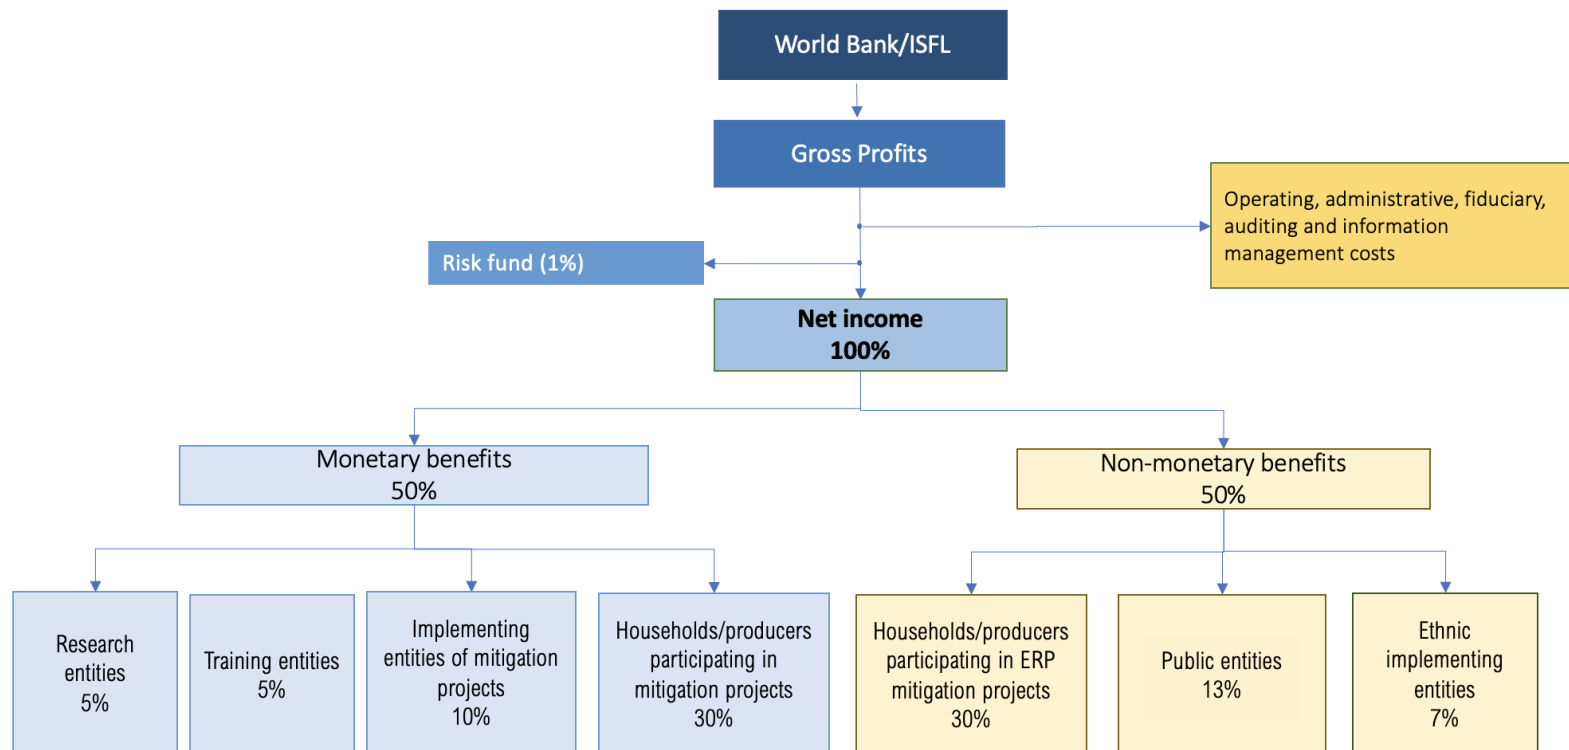 World Bank/ISFL
Gross Profits
Operating, administrative, fiduciary,
auditing and information
management costs
Risk fund (1%)
Net income
100%
Monetary benefits
50%
Non-monetary benefits
50%
Research
entities
5%
Training entities
5%
Implementing
entities of mitigation
projects
10%
Households/producers
participating in
mitigation projects
30%
Households/producers
participating in ERP
mitigation projects
30%
Public entities
13%
Ethnic
implementing
entities
7%